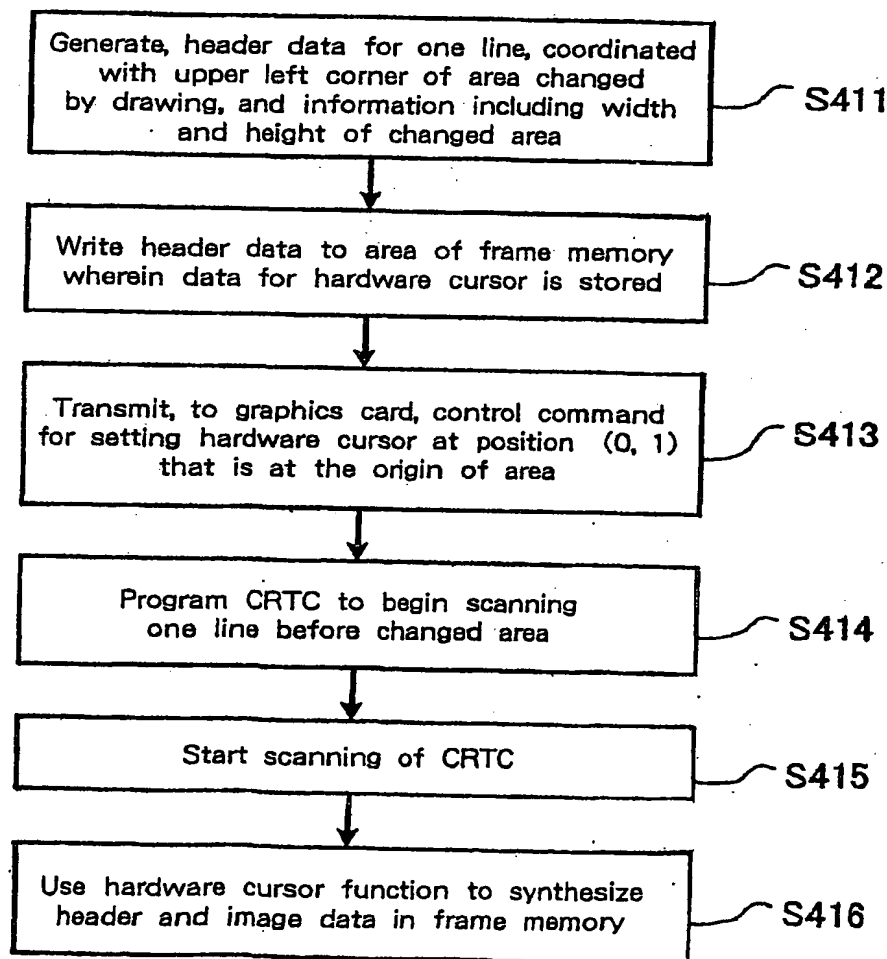 Generate, header data for one line, coordinated
with upper left corner of area changed
by drawing, and information including width
and height of changed area
S411
Write header data to area of frame memory
wherein data for hardware cursor is stored
S412
Transmit, to graphics card, control command
for setting hardware cursor at position (0, 1)
that is at the origin of area
S413
Program CRTC to begin scanning
one line before changed area
S414
Start scanning of CRTC
S415
Use hardware cursor function to synthesize
header and image data in frame memory
S416